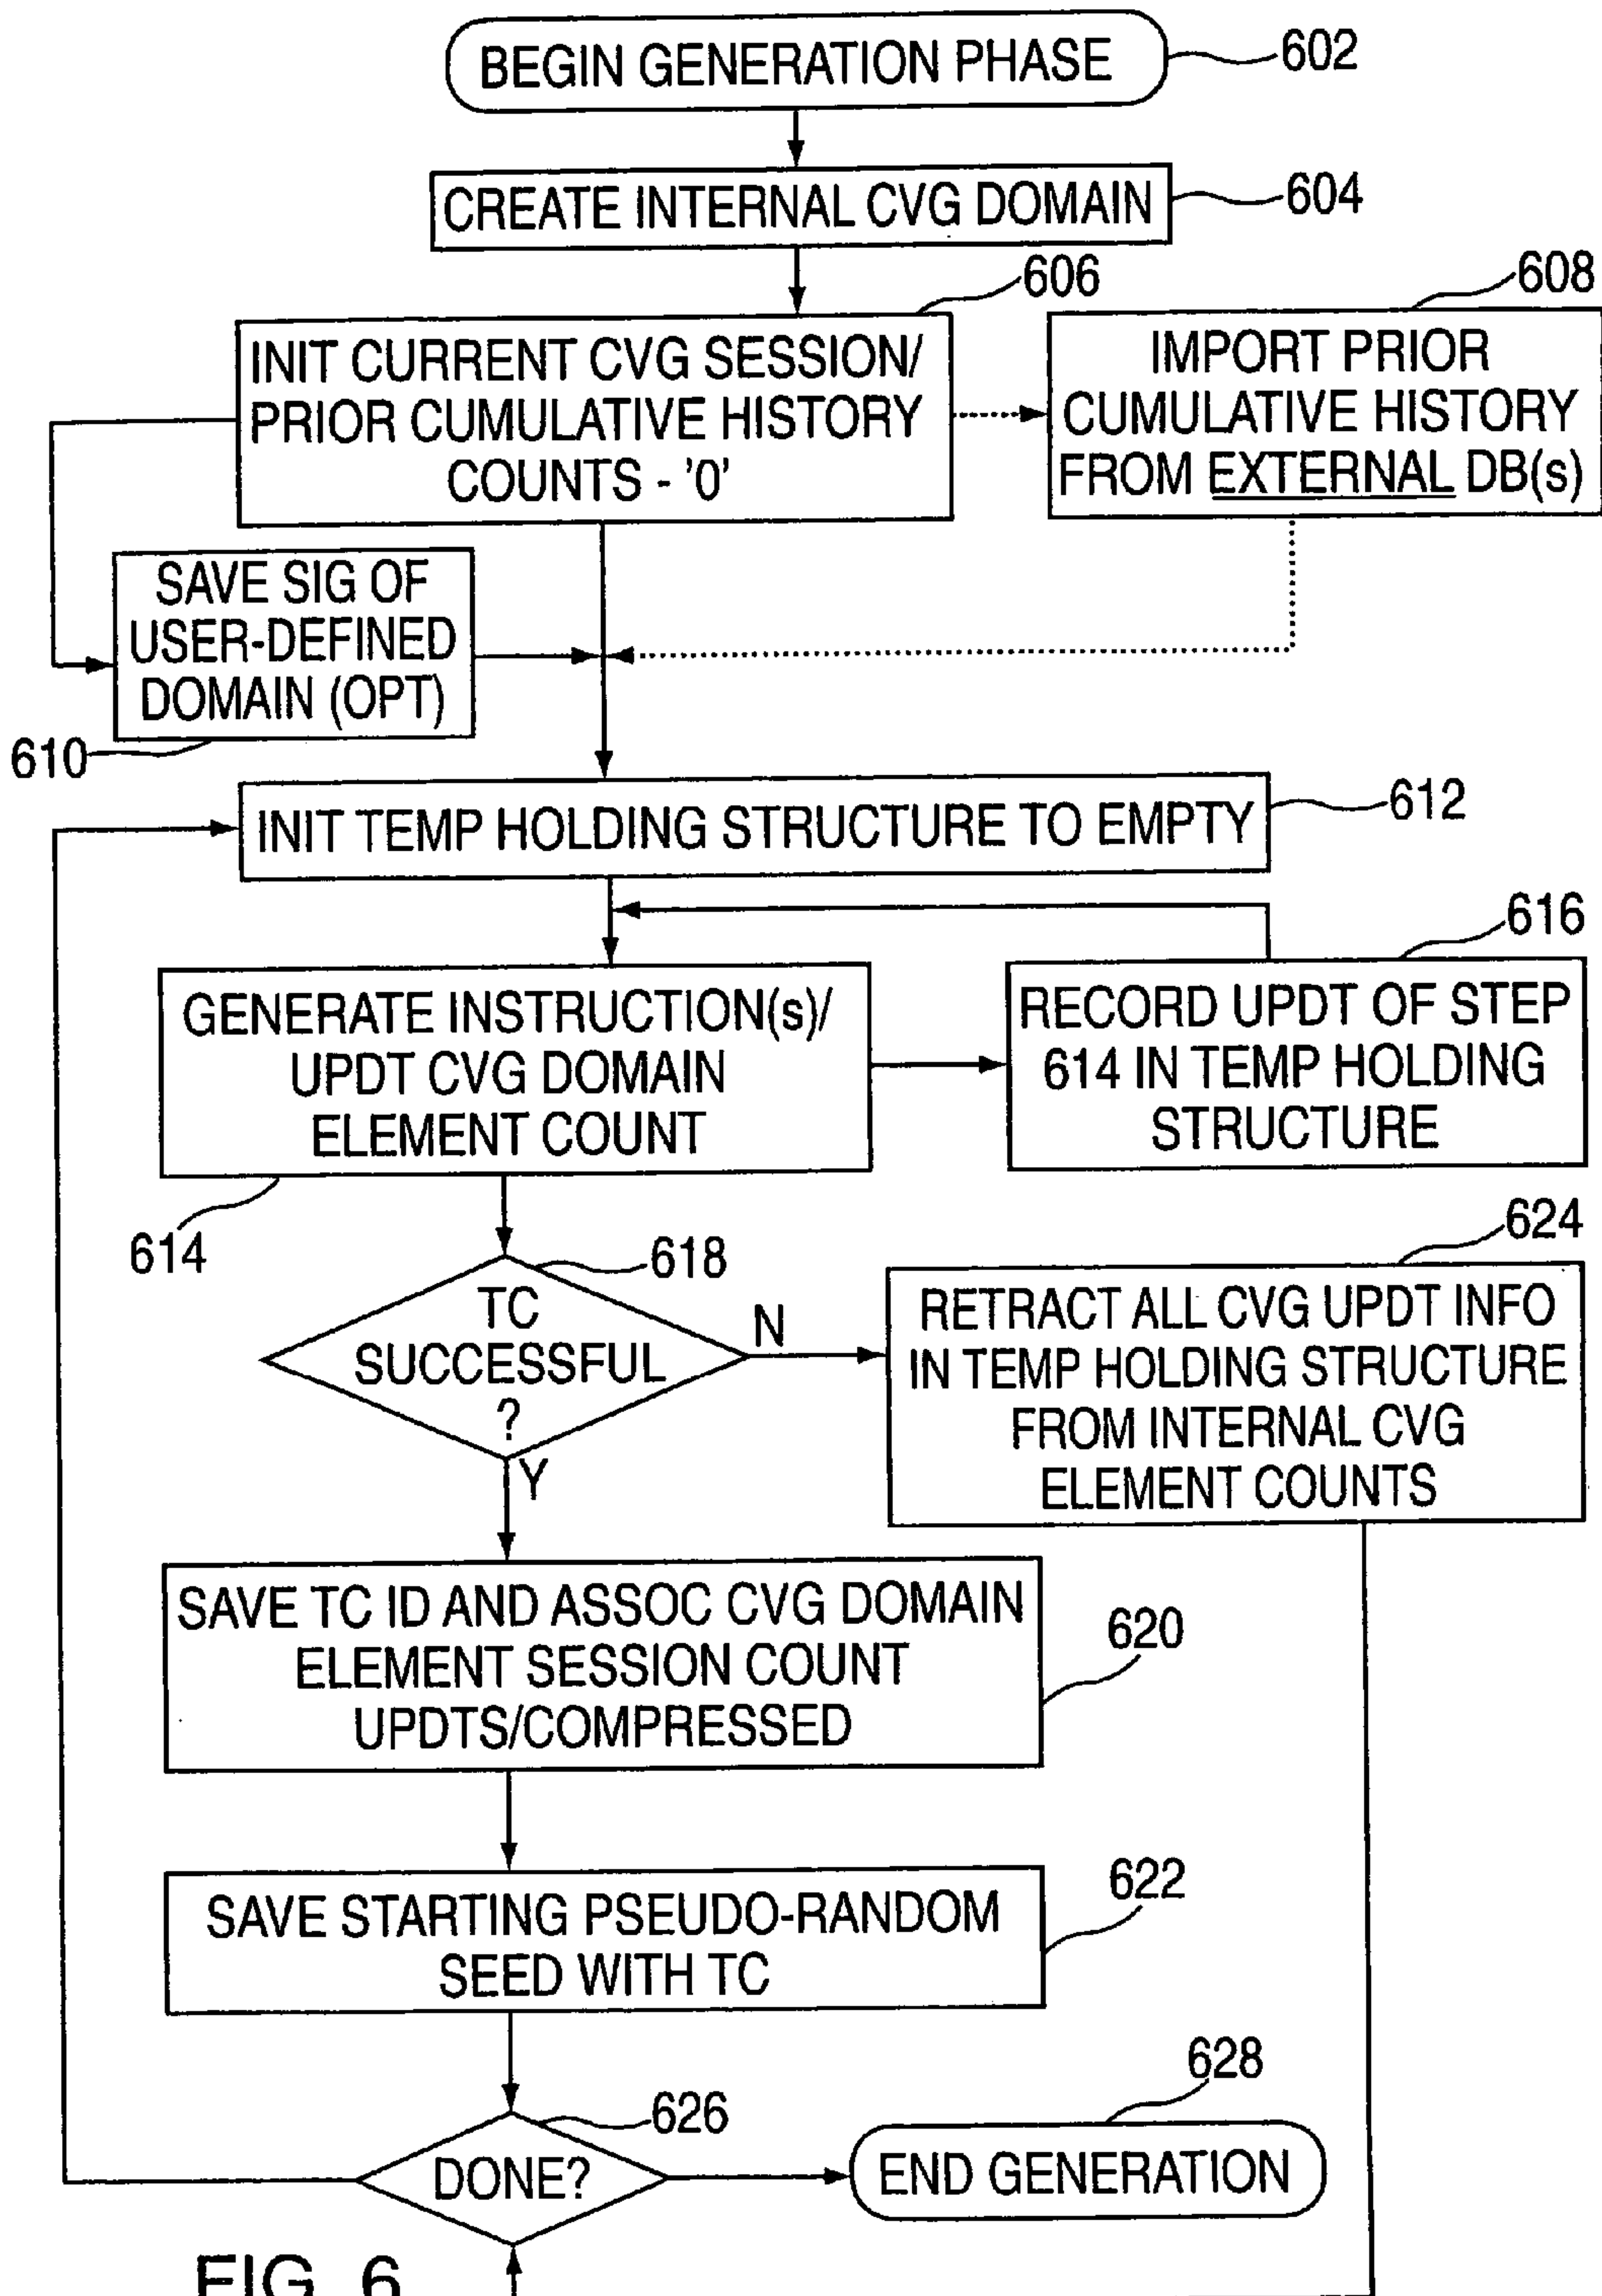 BEGIN GENERATION PHASE
602
CREATE INTERNAL CVG DOMAIN
604
606
INIT CURRENT CVG SESSION/
PRIOR CUMULATIVE HISTORY
COUNTS - '0'
608
IMPORT PRIOR
CUMULATIVE HISTORY
FROM EXTERNAL DB(s)
SAVE SIG OF
USER-DEFINED
DOMAIN (OPT)
610
INIT TEMP HOLDING STRUCTURE TO EMPTY
612
GENERATE INSTRUCTION(s)/
UPDT CVG DOMAIN
ELEMENT COUNT
614
616
RECORD UPDT OF STEP
614 IN TEMP HOLDING
STRUCTURE
618
TC
SUCCESSFUL
?
N
Y
624
RETRACT ALL CVG UPDT INFO
IN TEMP HOLDING STRUCTURE
FROM INTERNAL CVG
ELEMENT COUNTS
SAVE TC ID AND ASSOC CVG DOMAIN
ELEMENT SESSION COUNT
UPDTS/COMPRESSED
620
SAVE STARTING PSEUDO-RANDOM
SEED WITH TC
622
626
DONE?
628
END GENERATION
FIG. 6